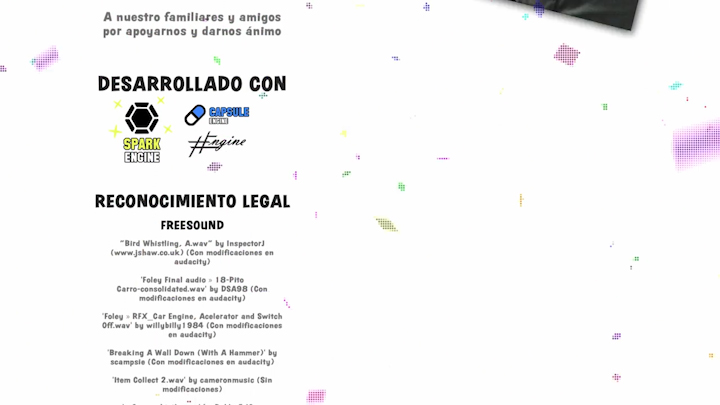 A nuestro familiares y amigos
por apoyarnos y darnos ánimo
DESARROLLADO CON
SPARK
ENGINE
CAPSULE
ENGINE
#Engine
RECONOCIMIENTO LEGAL
FREESOUND
"Bird Whistling, A.wav" by InspectorJ
(www.jshaw.co.uk) (Con modificaciones en
audacity)
'Foley Final audio » 18-Pito
Carro-consolidated.wav' by DSA98 (Con
modificaciones en audacity)
'Foley » RFX_Car Engine, Acelerator and Switch
Off.wav' by willybilly1984 (Con modificaciones
en audacity)
'Breaking A Wall Down (With A Hammer)' by
scampsie (Con modificaciones en audacity)
'Item Collect 2.wav' by cameronmusic (Sin
modificaciones)